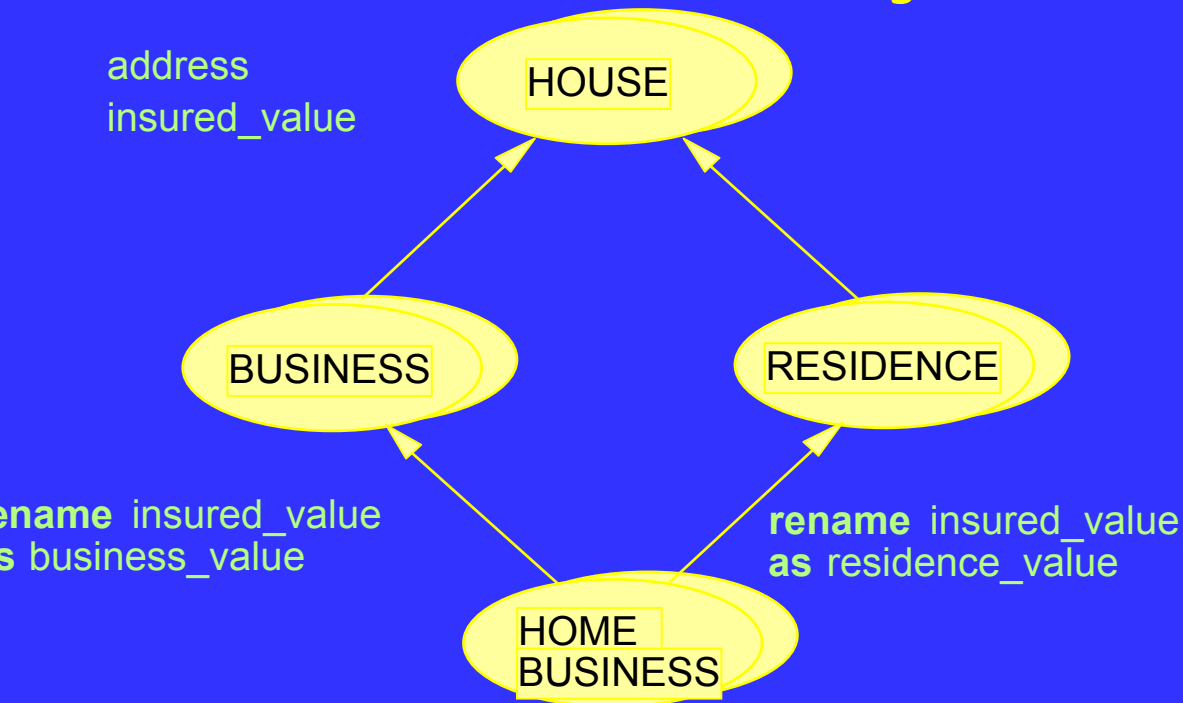 address
insured_value
HOUSE
BUSINESS
RESIDENCE
insured_value
business_value
rename insured_value
as residence_value
HOME
BUSINESS